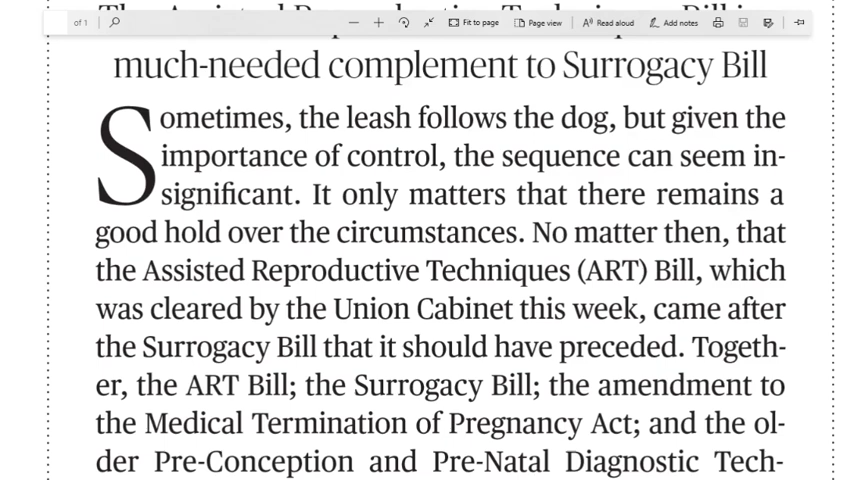 of 1 Fit to page Page view Read aloud Add notes
much-needed complement to Surrogacy Bill
Sometimes, the leash follows the dog, but given the
importance of control, the sequence can seem in-
significant. It only matters that there remains a
good hold over the circumstances. No matter then, that
the Assisted Reproductive Techniques (ART) Bill, which
was cleared by the Union Cabinet this week, came after
the Surrogacy Bill that it should have preceded. Togeth-
er, the ART Bill; the Surrogacy Bill; the amendment to
the Medical Termination of Pregnancy Act; and the ol-
der Pre-Conception and Pre-Natal Diagnostic Tech-